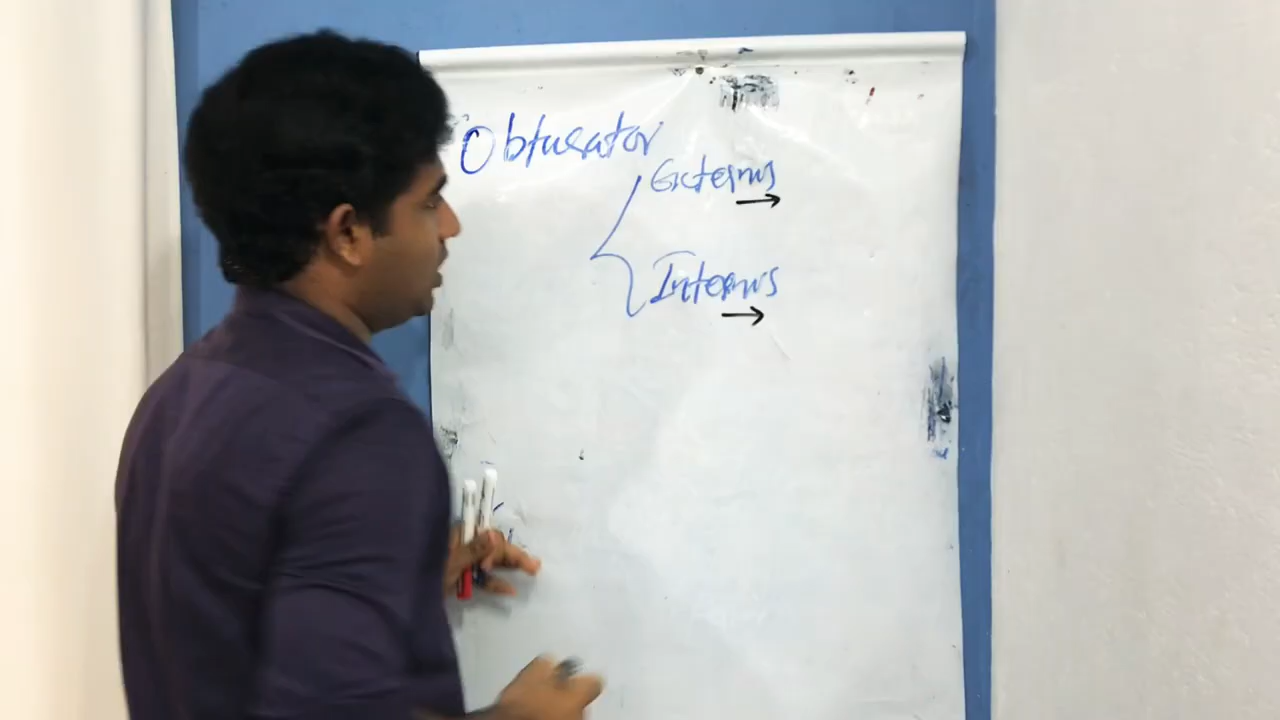 Obturator
Externus
→
Internus
→